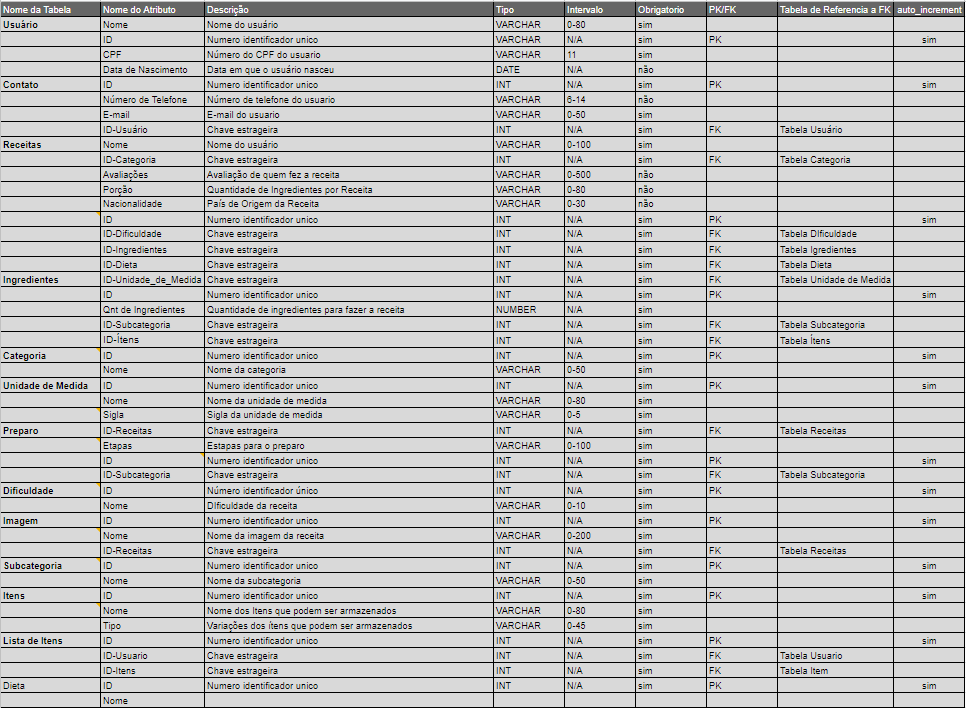 Nome da Tabela Nome do Atributo Descrição Tipo Intervalo Obrigatorio PK/FK Tabela de Referencia a FK auto_increment
Usuário Nome Nome do usuário VARCHAR 0-80 sim
ID Numero identificador unico INT N/A sim PK sim
CPF Número do CPF do usuario VARCHAR 11 sim
Data de Nascimento Data em que o usuário nasceu DATE N/A não
Contato ID Numero identificador unico INT N/A sim PK sim
Número de Telefone Número de telefone do usuario VARCHAR 6-14 não
E-mail E-mail do usuario VARCHAR 0-50 sim
ID-Usuário Chave estrageira INT N/A sim FK Tabela Usuário
Receitas Nome Nome do usuário VARCHAR 0-100 sim
ID-Categoria Chave estrageira INT N/A sim FK Tabela Categoria
Avaliações Avaliação de quem fez a receita VARCHAR 0-500 não
Porção Quantidade de Ingredientes por Receita VARCHAR 0-80 não
Nacionalidade País de Origem da Receita VARCHAR 0-30 não
ID Numero identificador unico INT N/A sim PK sim
ID-Dificuldade Chave estrageira INT N/A sim FK Tabela DIficuldade
ID-Ingredientes Chave estrageira INT N/A sim FK Tabela Igredientes
ID-Dieta Chave estrageira INT N/A sim FK Tabela Dieta
Ingredientes ID-Unidade_de_Medida Chave estrageira INT N/A sim FK Tabela Unidade de Medida
ID Numero identificador unico INT N/A sim PK sim
Qnt de Ingredientes Quantidade de ingredientes para fazer a receita NUMBER N/A sim
ID-Subcategoria Chave estrageira INT N/A sim FK Tabela Subcategoria
ID-Ítens Chave estrageira INT N/A sim FK Tabela Ítens
Categoria ID Numero identificador unico INT N/A sim PK sim
Nome Nome da categoria VARCHAR 0-50 sim
Unidade de Medida ID Numero identificador unico INT N/A sim PK sim
Nome Nome da unidade de medida VARCHAR 0-80 sim
Sigla Sigla da unidade de medida VARCHAR 0-5 sim
Preparo ID-Receitas Chave estrageira INT N/A sim FK Tabela Receitas
Etapas Estapas para o preparo VARCHAR 0-100 sim
ID Numero identificador unico INT N/A sim PK sim
ID-Subcategoria Chave estrageira INT N/A sim FK Tabela Subcategoria
Dificuldade ID Número identificador único INT N/A sim PK sim
Nome DIficuldade da receita VARCHAR 0-10 sim
Imagem ID Numero identificador unico INT N/A sim PK sim
Nome Nome da imagem da receita VARCHAR 0-200 sim
ID-Receitas Chave estrageira INT N/A sim FK Tabela Receitas
Subcategoria ID Numero identificador unico INT N/A sim PK sim
Nome Nome da subcategoria VARCHAR 0-50 sim
Itens ID Numero identificador unico INT N/A sim PK sim
Nome Nome dos Itens que podem ser armazenados VARCHAR 0-80 sim
Tipo Variações dos ítens que podem ser armazenados VARCHAR 0-45 sim
Lista de Itens ID Numero identificador unico INT N/A sim PK sim
ID-Usuario Chave estrageira INT N/A sim FK Tabela Usuario
ID-Itens Chave estrageira INT N/A sim FK Tabela Item
Dieta ID Numero identificador unico INT N/A sim PK sim
Nome